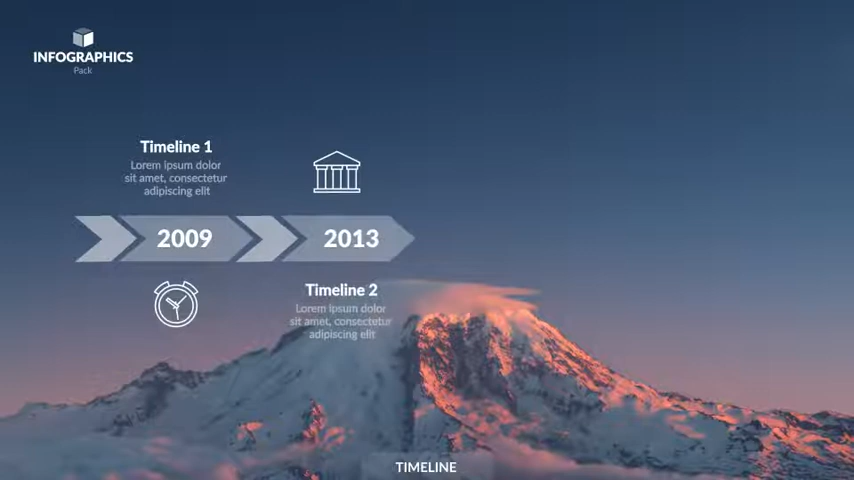 INFOGRAPHICS
Pack
Timeline 1
Lorem ipsum dolor
sit amet, consectetur
adipiscing elit
2009
2013
Timeline 2
Lorem ipsum dolor
sit amet, consectetur
adipiscing elit
TIMELINE